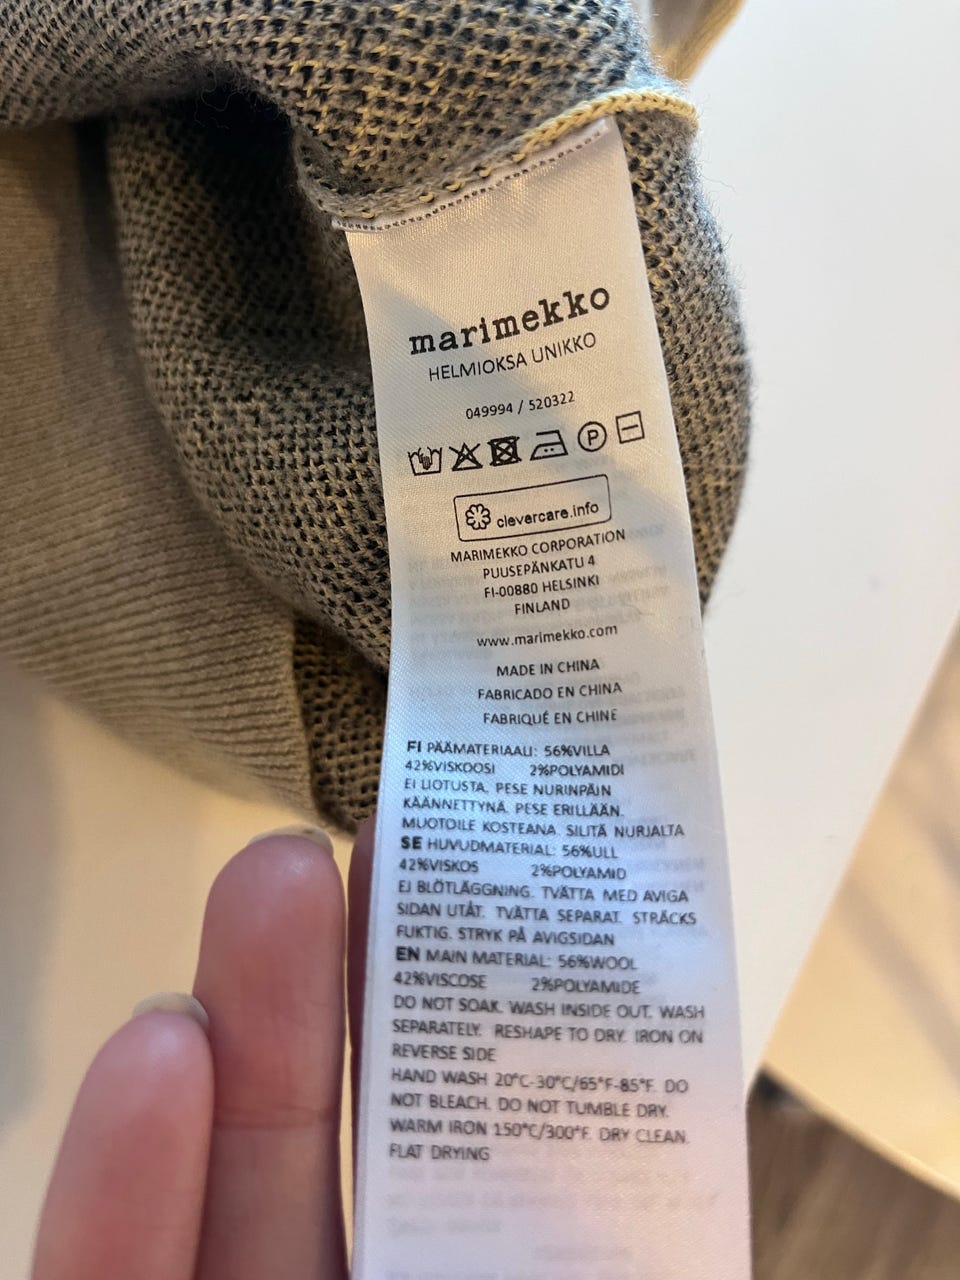 marimekko
HELMIOKSA UNIKKO
049994 / 520322
P
clevercare.info
MARIMEKKO CORPORATION
PUUSEPÄNKATU 4
FI-00880 HELSINKI
FINLAND
www.marimekko.com
MADE IN CHINA
FABRICADO EN CHINA
FABRIQUÉ EN CHINE
FI PÄÄMATERIAALI: 56%VILLA
42%VISKOOSI 2%POLYAMIDI
EI LIOTUSTA. PESE NURINPÄIN
KÄÄNNETTYNÄ. PESE ERILLÄÄN.
MUOTOILE KOSTEANA. SILITÄ NURJALTA
SE HUVUDMATERIAL: 56%ULL
42%VISKOS 2%POLYAMID
EJ BLÖTLÄGGNING. TVÄTTA MED AVIGA
SIDAN UTÅT. TVÄTTA SEPARAT. STRÄCKS
FUKTIG. STRYK PÅ AVIGSIDAN
EN MAIN MATERIAL: 56%WOOL
42%VISCOSE 2%POLYAMIDE
DO NOT SOAK. WASH INSIDE OUT. WASH
SEPARATELY. RESHAPE TO DRY. IRON ON
REVERSE SIDE
HAND WASH 20°C-30°C/65°F-85°F. DO
NOT BLEACH. DO NOT TUMBLE DRY.
WARM IRON 150°C/300°F. DRY CLEAN.
FLAT DRYING